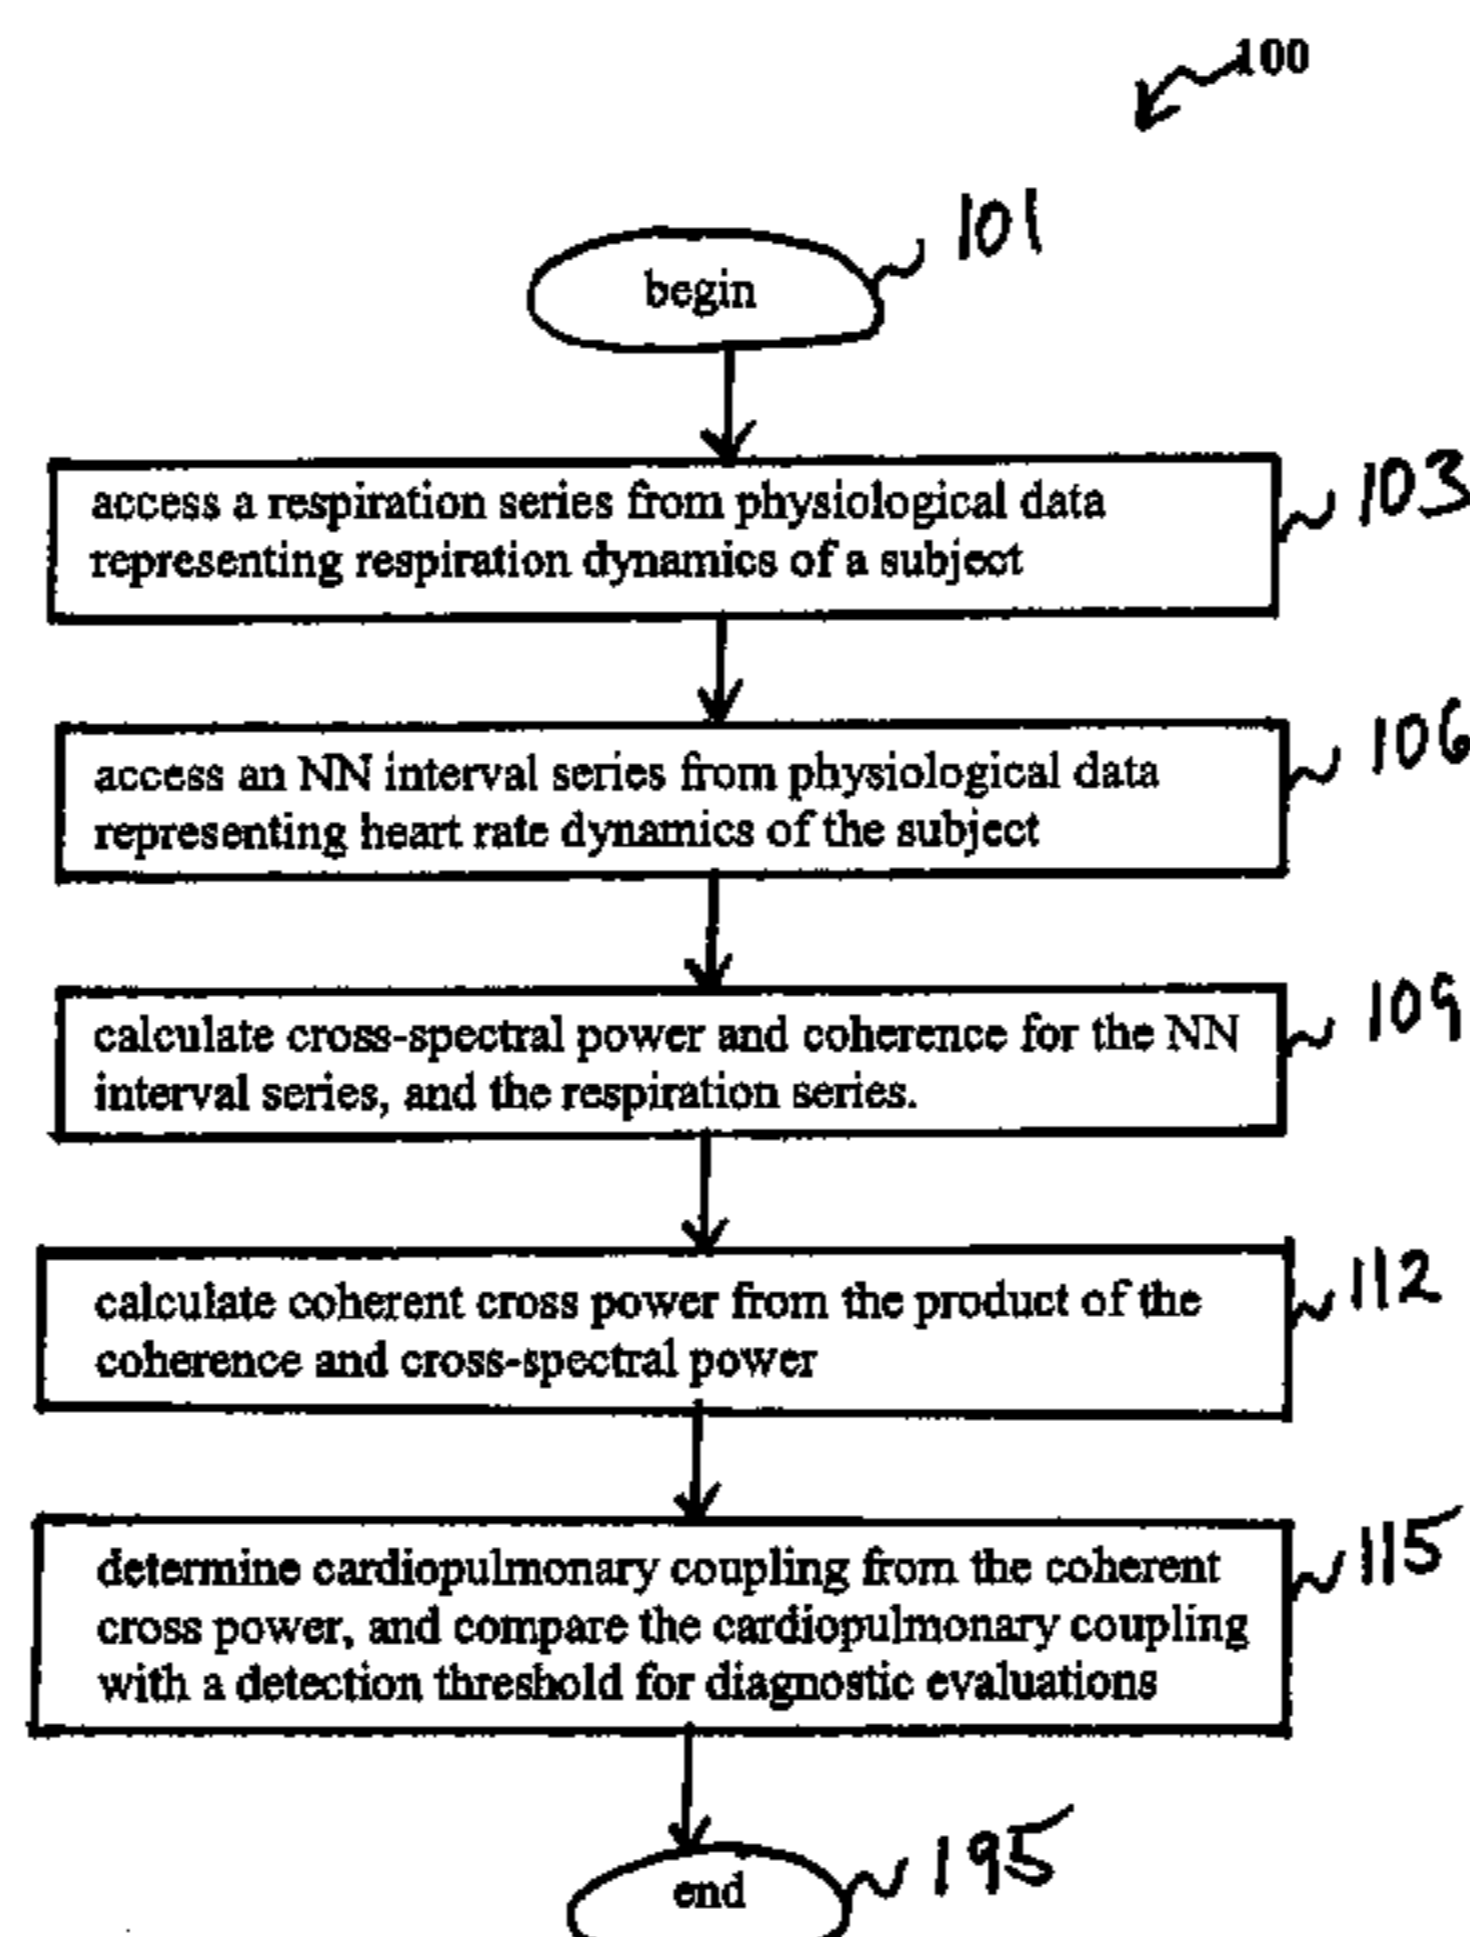 100
101
begin
103
access a respiration series from physiological data
representing respiration dynamics of a subject
106
access an NN interval series from physiological data
representing heart rate dynamics of the subject
109
calculate cross-spectral power and coherence for the NN
interval series, and the respiration series.
112
calculate coherent cross power from the product of the
coherence and cross-spectral power
115
determine cardiopulmonary coupling from the coherent
cross power, and compare the cardiopulmonary coupling
with a detection threshold for diagnostic evaluations
195
end